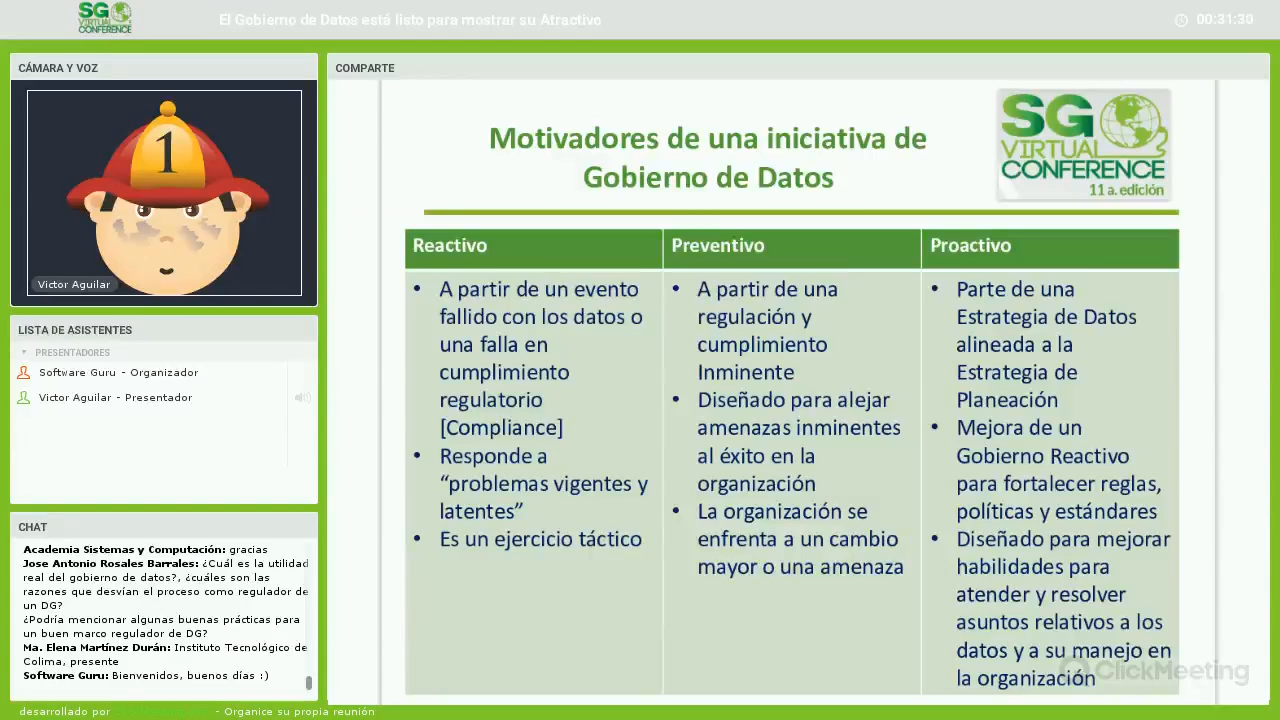 SG
VIRTUAL
CONFERENCE
El Gobierno de Datos está listo para mostrar su Atractivo
00:31:30
CÁMARA Y VOZ
1
Victor Aguilar
LISTA DE ASISTENTES
PRESENTADORES
Software Guru - Organizador
Victor Aguilar - Presentador
CHAT
Academia Sistemas y Computación: gracias
Jose Antonio Rosales Barrales: ¿Cuál es la utilidad
real del gobierno de datos?, ¿cuáles son las
razones que desvían el proceso como regulador de
un DG?
¿Podría mencionar algunas buenas prácticas para
un buen marco regulador de DG?
Ma. Elena Martínez Durán: Instituto Tecnológico de
Colima, presente
Software Guru: Bienvenidos, buenos días :)
desarrollado por
- Organice su propia reunión
COMPARTE
Motivadores de una iniciativa de
Gobierno de Datos
SG
VIRTUAL
CONFERENCE
11 a. edición
Reactivo
• A partir de un evento
fallido con los datos o
una falla en
cumplimiento
regulatorio
[Compliance]
• Responde a
“problemas vigentes y
latentes”
• Es un ejercicio táctico
Preventivo
• A partir de una
regulación y
cumplimiento
Inminente
• Diseñado para alejar
amenazas inminentes
al éxito en la
organización
• La organización se
enfrenta a un cambio
mayor o una amenaza
Proactivo
• Parte de una
Estrategia de Datos
alineada a la
Estrategia de
Planeación
• Mejora de un
Gobierno Reactivo
para fortalecer reglas,
políticas y estándares
• Diseñado para mejorar
habilidades para
atender y resolver
asuntos relativos a los
datos y a su manejo en
la organización
ClickMeeting